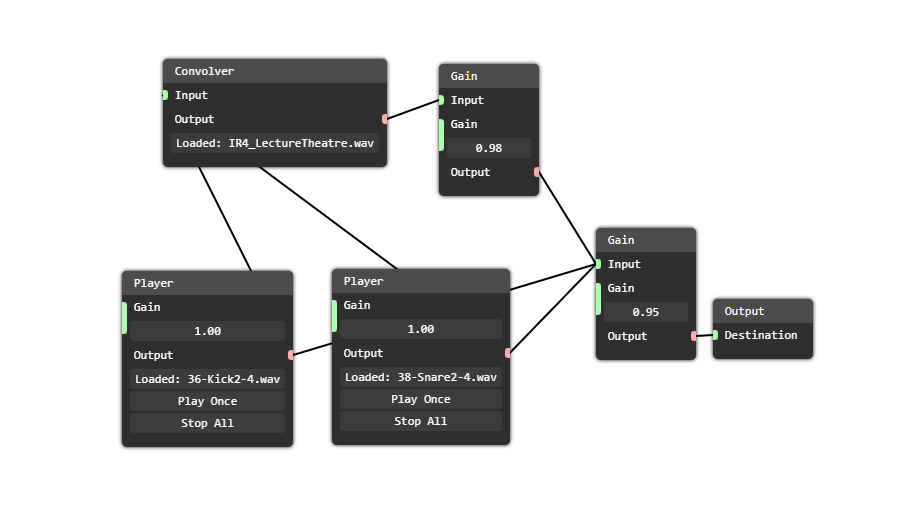 Convolver
Input
Output
Loaded: IR4_LectureTheatre.wav
Gain
Input
Gain
0.98
Output
Player
Gain
1.00
Output
Loaded: 36-Kick2-4.wav
Play Once
Stop All
Player
Gain
1.00
Output
Loaded: 38-Snare2-4.wav
Play Once
Stop All
Gain
Input
Gain
0.95
Output
Output
Destination